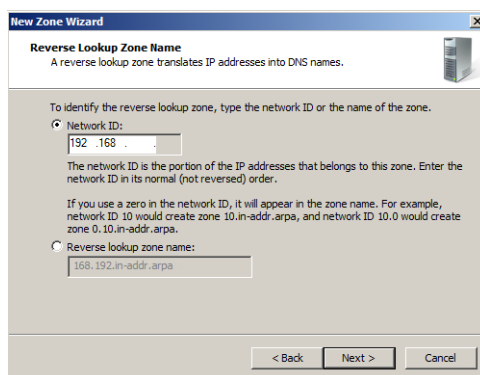 New Zone Wizard
Reverse Lookup Zone Name
A reverse lookup zone translates IP addresses into DNS names.
To identify the reverse lookup zone, type the network ID or the name of the zone.
Network ID:
192 .168 . .
The network ID is the portion of the IP addresses that belongs to this zone. Enter the
network ID in its normal (not reversed) order.
If you use a zero in the network ID, it will appear in the zone name. For example,
network ID 10 would create zone 10.in-addr.arpa, and network ID 10.0 would create
zone 0.10.in-addr.arpa.
Reverse lookup zone name:
168.192.in-addr.arpa
< Back Next > Cancel